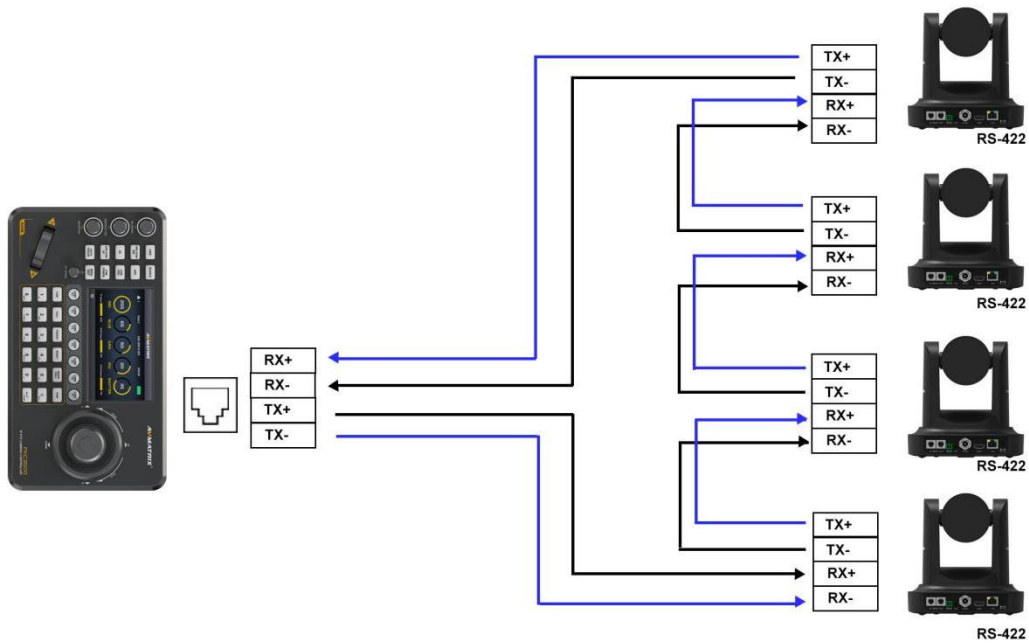 TX+
TX-
RX+
RX-
RS-422
TX+
TX-
RX+
RX-
RS-422
AVMATRIX
RX+
RX-
TX+
TX-
TX+
TX-
RX+
RX-
RS-422
TX+
TX-
RX+
RX-
RS-422